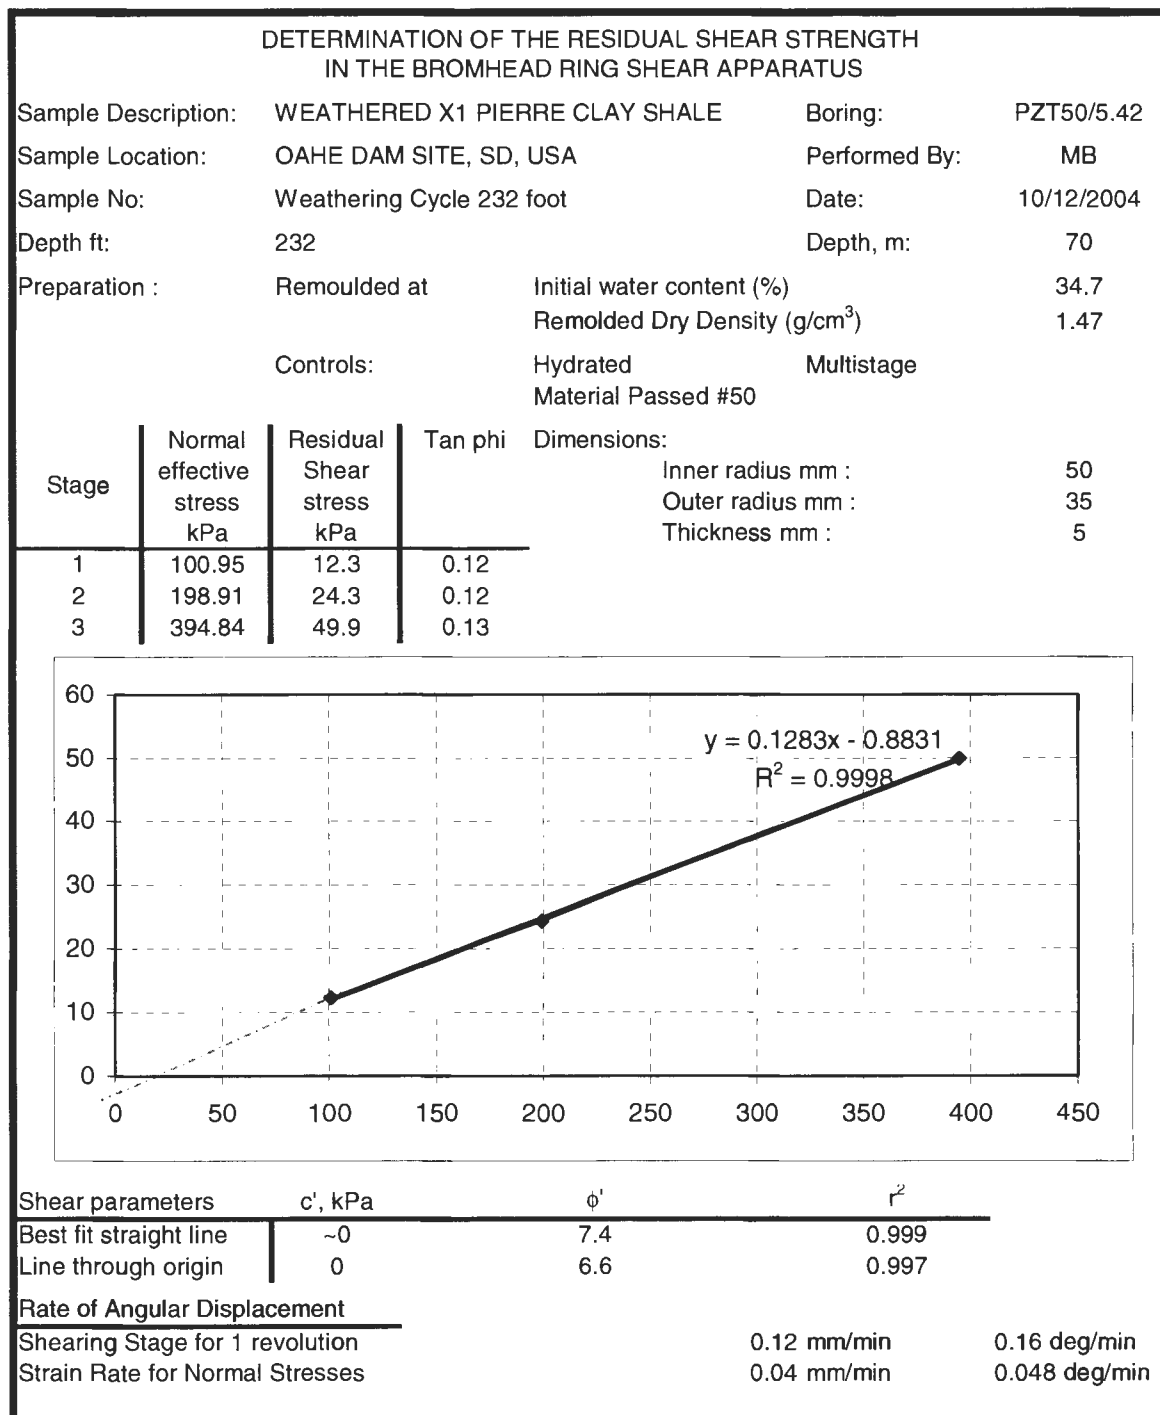 DETERMINATION OF THE RESIDUAL SHEAR STRENGTH
IN THE BROMHEAD RING SHEAR APPARATUS
Sample Description: WEATHERED X1 PIERRE CLAY SHALE Boring: PZT50/5.42
Sample Location: OAHE DAM SITE, SD, USA Performed By: MB
Sample No: Weathering Cycle 232 foot Date: 10/12/2004
Depth ft: 232 Depth, m: 70
Preparation : Remoulded at Initial water content (%) 34.7
Remolded Dry Density (g/cm³) 1.47
Controls: Hydrated Multistage
Material Passed #50
Normal Residual Tan phi Dimensions:
Stage effective Shear Inner radius mm : 50
stress stress Outer radius mm : 35
kPa kPa Thickness mm : 5
1 100.95 12.3 0.12
2 198.91 24.3 0.12
3 394.84 49.9 0.13
60
y = 0.1283x - 0.8831
50
R² = 0.9998
40
30
20
10
0
0 50 100 150 200 250 300 350 400 450
Shear parameters c', kPa ϕ' r²
Best fit straight line ~0 7.4 0.999
Line through origin 0 6.6 0.997
Rate of Angular Displacement
Shearing Stage for 1 revolution 0.12 mm/min 0.16 deg/min
Strain Rate for Normal Stresses 0.04 mm/min 0.048 deg/min